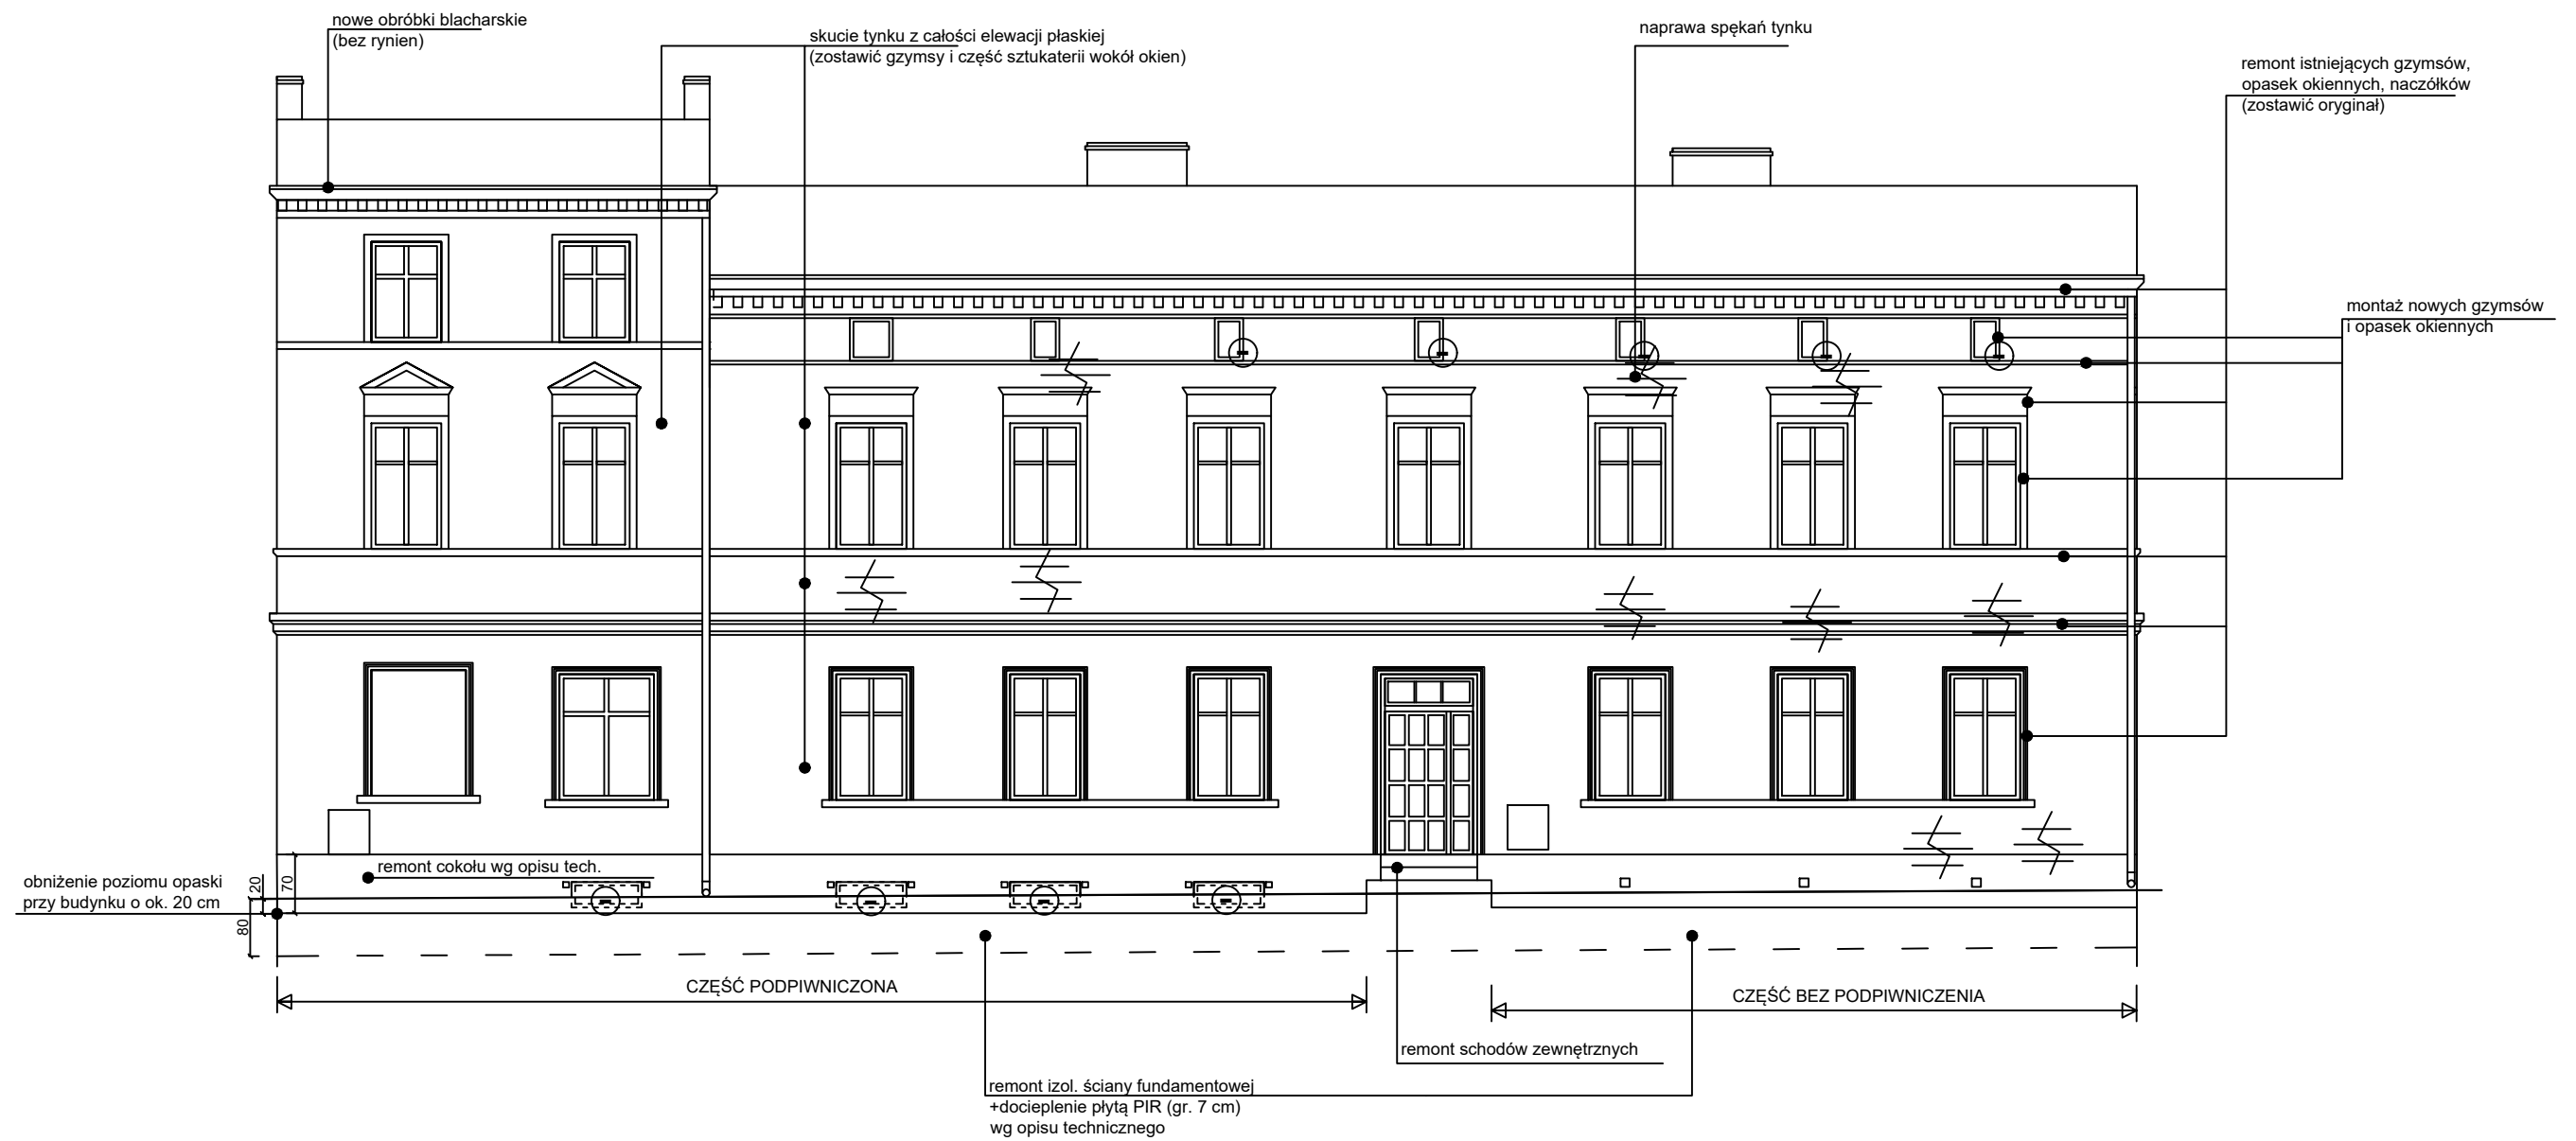 nowe obróbki blacharskie
(bez rynien)
skucie tynku z całości elewacji płaskiej
(zostawić gzymsy i część sztukaterii wokół okien)
naprawa spękań tynku
remont istniejących gzymsów,
opasek okiennych, naczółków
(zostawić oryginał)
montaż nowych gzymsów
i opasek okiennych
remont cokołu wg opisu tech.
obniżenie poziomu opaski
przy budynku o ok. 20 cm
20
70
80
CZĘŚĆ PODPIWNICZONA
CZĘŚĆ BEZ PODPIWNICZENIA
remont schodów zewnętrznych
remont izol. ściany fundamentowej
+docieplenie płytą PIR (gr. 7 cm)
wg opisu technicznego